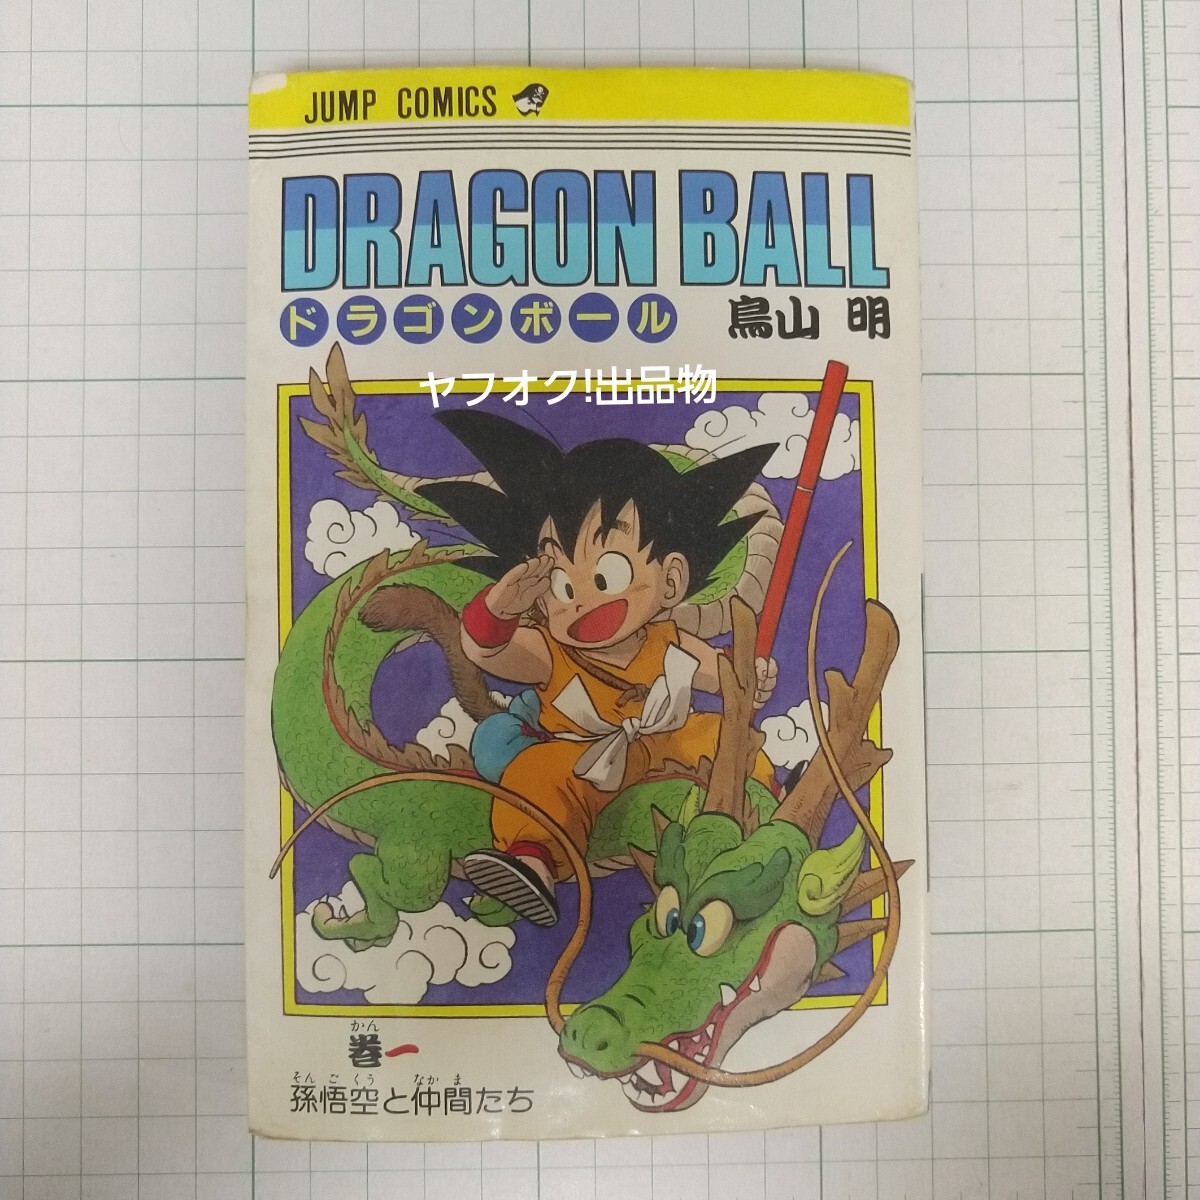 JUMP COMICS
DRAGON BALL
ドラゴンボール
鳥山 明
ヤフオク!出品物
かん
巻一
そんごくう なかま
孫悟空と仲間たち